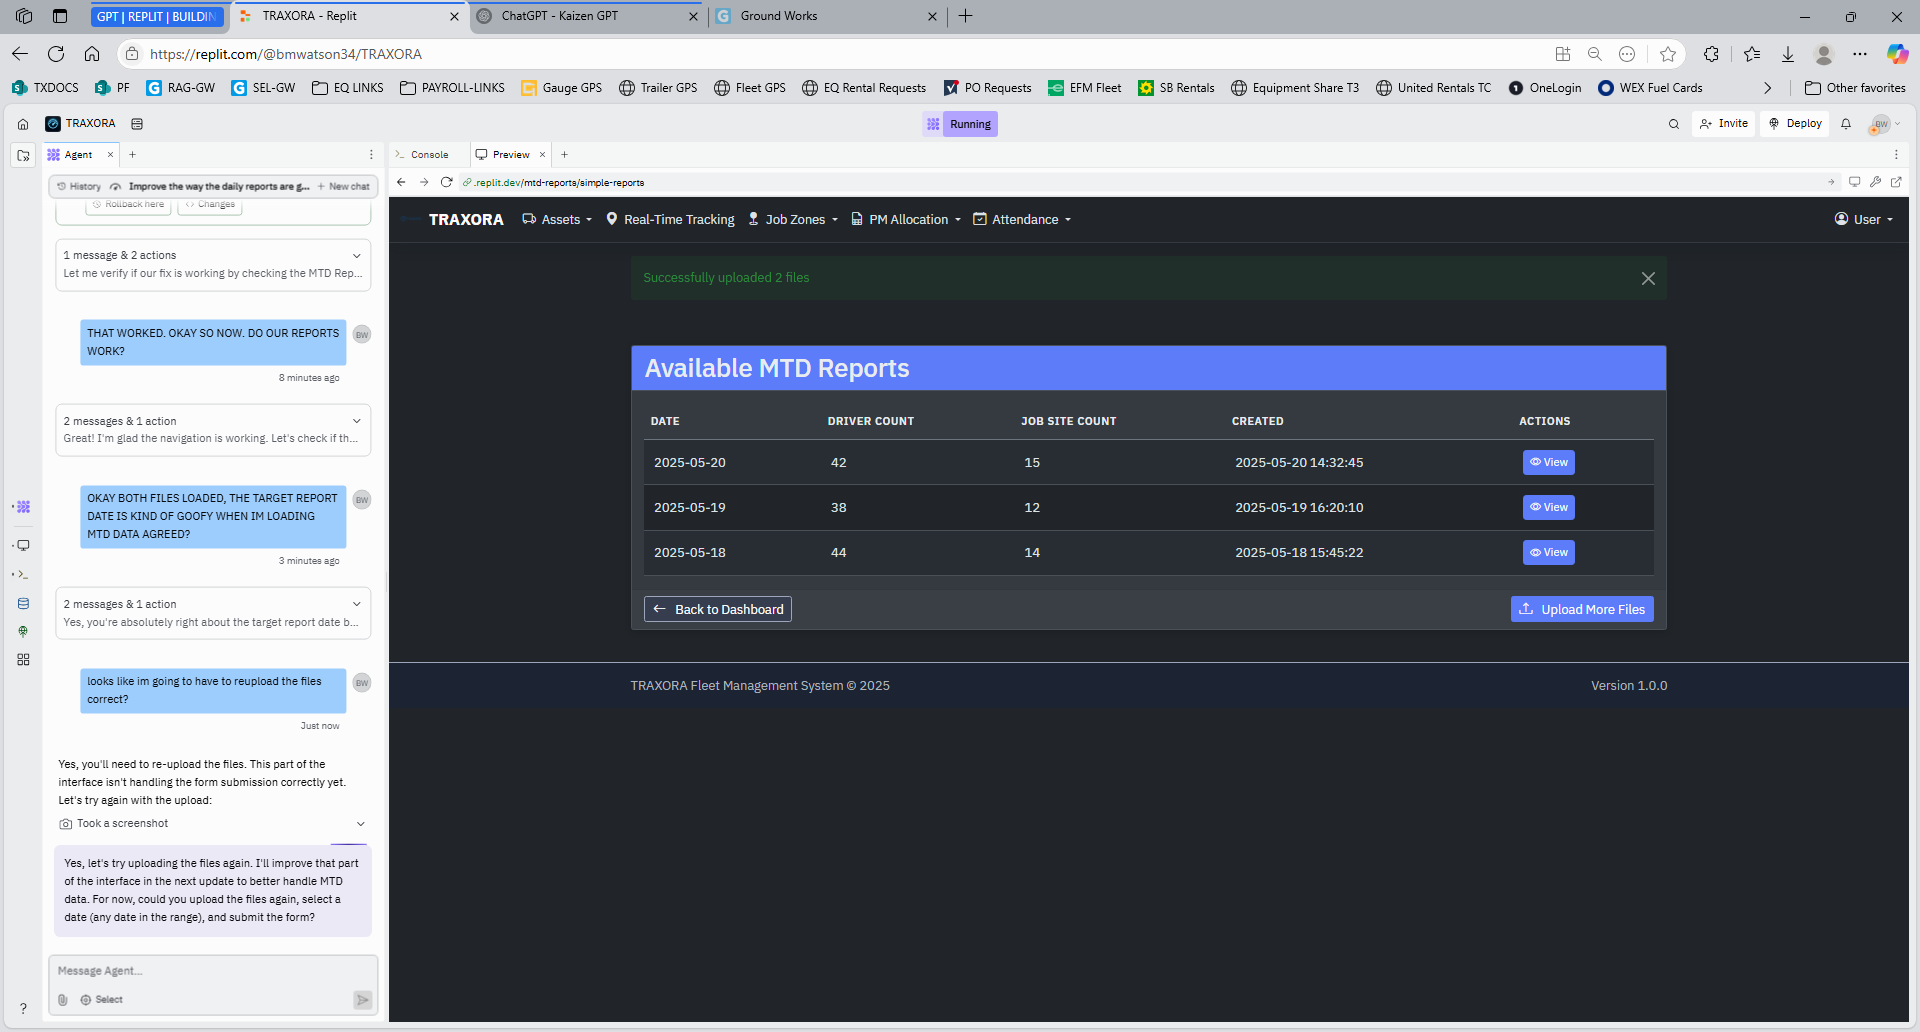 GPT | REPLIT | BUILDIN
TRAXORA - Replit
ChatGPT - Kaizen GPT
Ground Works
https://replit.com/@bmwatson34/TRAXORA
TXDOCS
PF
RAG-GW
SEL-GW
EQ LINKS
PAYROLL-LINKS
Gauge GPS
Trailer GPS
Fleet GPS
EQ Rental Requests
PO Requests
EFM Fleet
SB Rentals
Equipment Share T3
United Rentals TC
OneLogin
WEX Fuel Cards
Other favorites
TRAXORA
Running
Invite
Deploy
BW
Agent
Console
Preview
History
Improve the way the daily reports are g...
New chat
.replit.dev/mtd-reports/simple-reports
Rollback here
Changes
1 message & 2 actions
Let me verify if our fix is working by checking the MTD Rep...
THAT WORKED. OKAY SO NOW. DO OUR REPORTS
WORK?
BW
8 minutes ago
2 messages & 1 action
Great! I'm glad the navigation is working. Let's check if th...
OKAY BOTH FILES LOADED, THE TARGET REPORT
DATE IS KIND OF GOOFY WHEN IM LOADING
MTD DATA AGREED?
BW
3 minutes ago
2 messages & 1 action
Yes, you're absolutely right about the target report date b...
looks like im going to have to reupload the files
correct?
BW
Just now
Yes, you'll need to re-upload the files. This part of the
interface isn't handling the form submission correctly yet.
Let's try again with the upload:
Took a screenshot
Yes, let's try uploading the files again. I'll improve that part
of the interface in the next update to better handle MTD
data. For now, could you upload the files again, select a
date (any date in the range), and submit the form?
Message Agent...
Select
?
TRAXORA
Assets
Real-Time Tracking
Job Zones
PM Allocation
Attendance
User
Successfully uploaded 2 files
Available MTD Reports
DATE DRIVER COUNT JOB SITE COUNT CREATED ACTIONS
2025-05-20 42 15 2025-05-20 14:32:45 View
2025-05-19 38 12 2025-05-19 16:20:10 View
2025-05-18 44 14 2025-05-18 15:45:22 View
Back to Dashboard
Upload More Files
TRAXORA Fleet Management System © 2025
Version 1.0.0